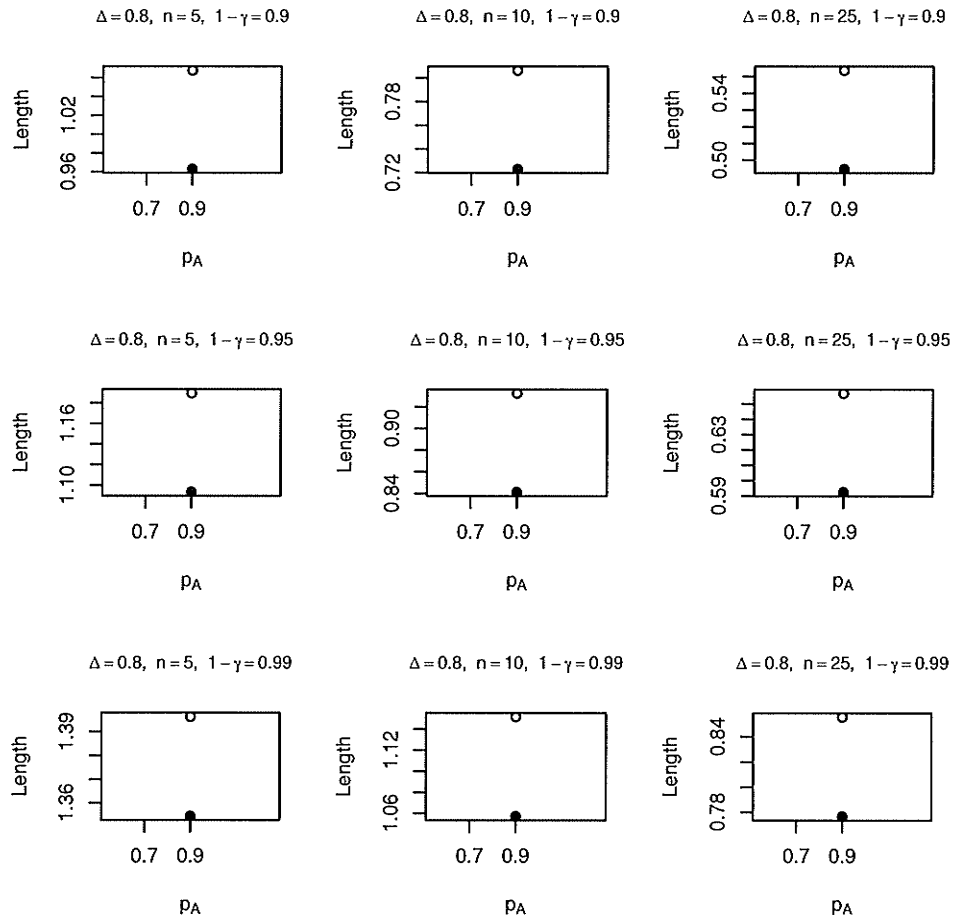 Δ=0.8, n=5, 1−γ=0.9
Length
0.96
1.02
0.7
0.9
pA
Δ=0.8, n=10, 1−γ=0.9
Length
0.72
0.78
0.7
0.9
pA
Δ=0.8, n=25, 1−γ=0.9
Length
0.50
0.54
0.7
0.9
pA
Δ=0.8, n=5, 1−γ=0.95
Length
1.10
1.16
0.7
0.9
pA
Δ=0.8, n=10, 1−γ=0.95
Length
0.84
0.90
0.7
0.9
pA
Δ=0.8, n=25, 1−γ=0.95
Length
0.59
0.63
0.7
0.9
pA
Δ=0.8, n=5, 1−γ=0.99
Length
1.36
1.39
0.7
0.9
pA
Δ=0.8, n=10, 1−γ=0.99
Length
1.06
1.12
0.7
0.9
pA
Δ=0.8, n=25, 1−γ=0.99
Length
0.78
0.84
0.7
0.9
pA